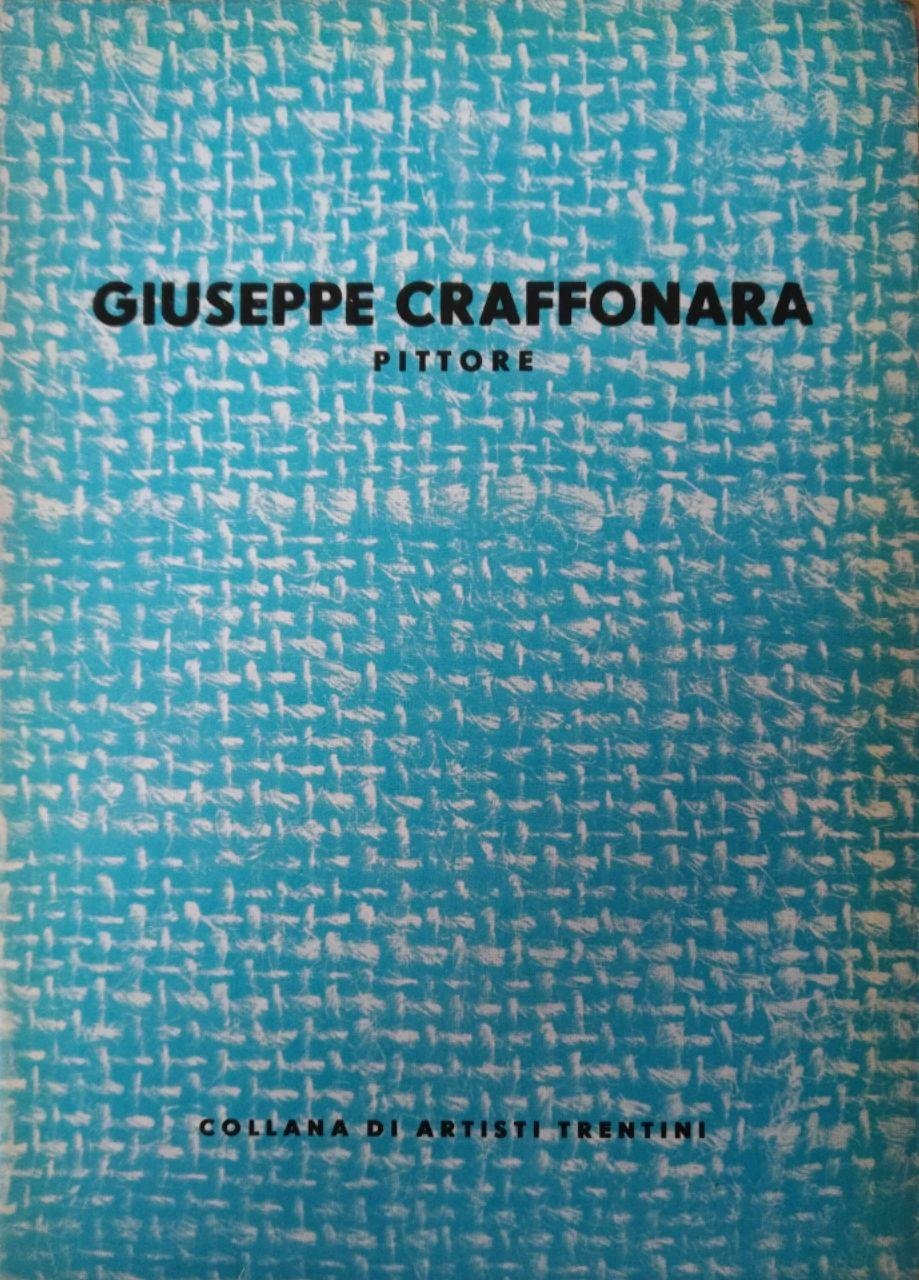 GIUSEPPE CRAFFONARA
PITTORE
COLLANA DI ARTISTI TRENTINI